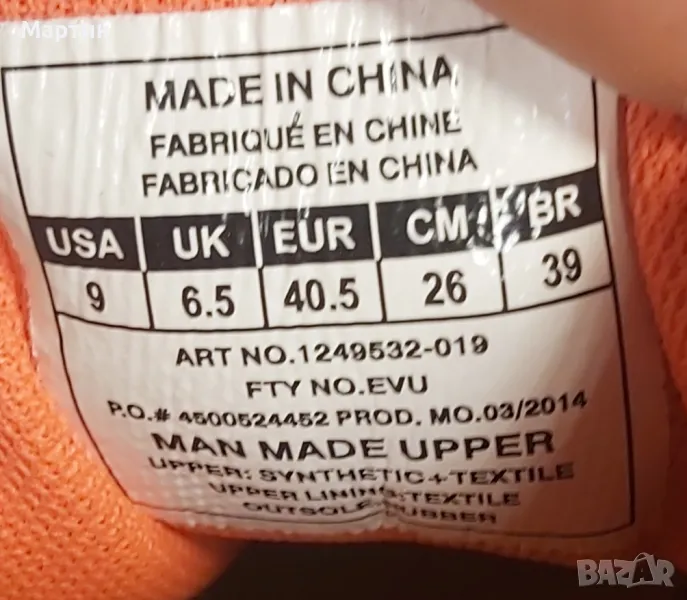 Мартин
MADE IN CHINA
FABRIQUÉ EN CHINE
FABRICADO EN CHINA
USA UK EUR CM BR
9 6.5 40.5 26 39
ART NO.1249532-019
FTY NO.EVU
P.O.# 4500524452 PROD. MO.03/2014
MAN MADE UPPER
UPPER: SYNTHETIC+TEXTILE
UPPER LINING:TEXTILE
OUTSOLE:RUBBER
BAZAR